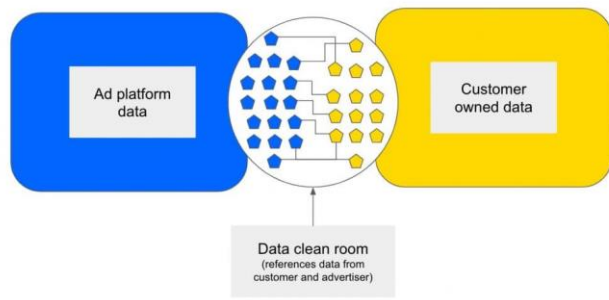 Ad platform
data
Customer
owned data
Data clean room
(references data from
customer and advertiser)